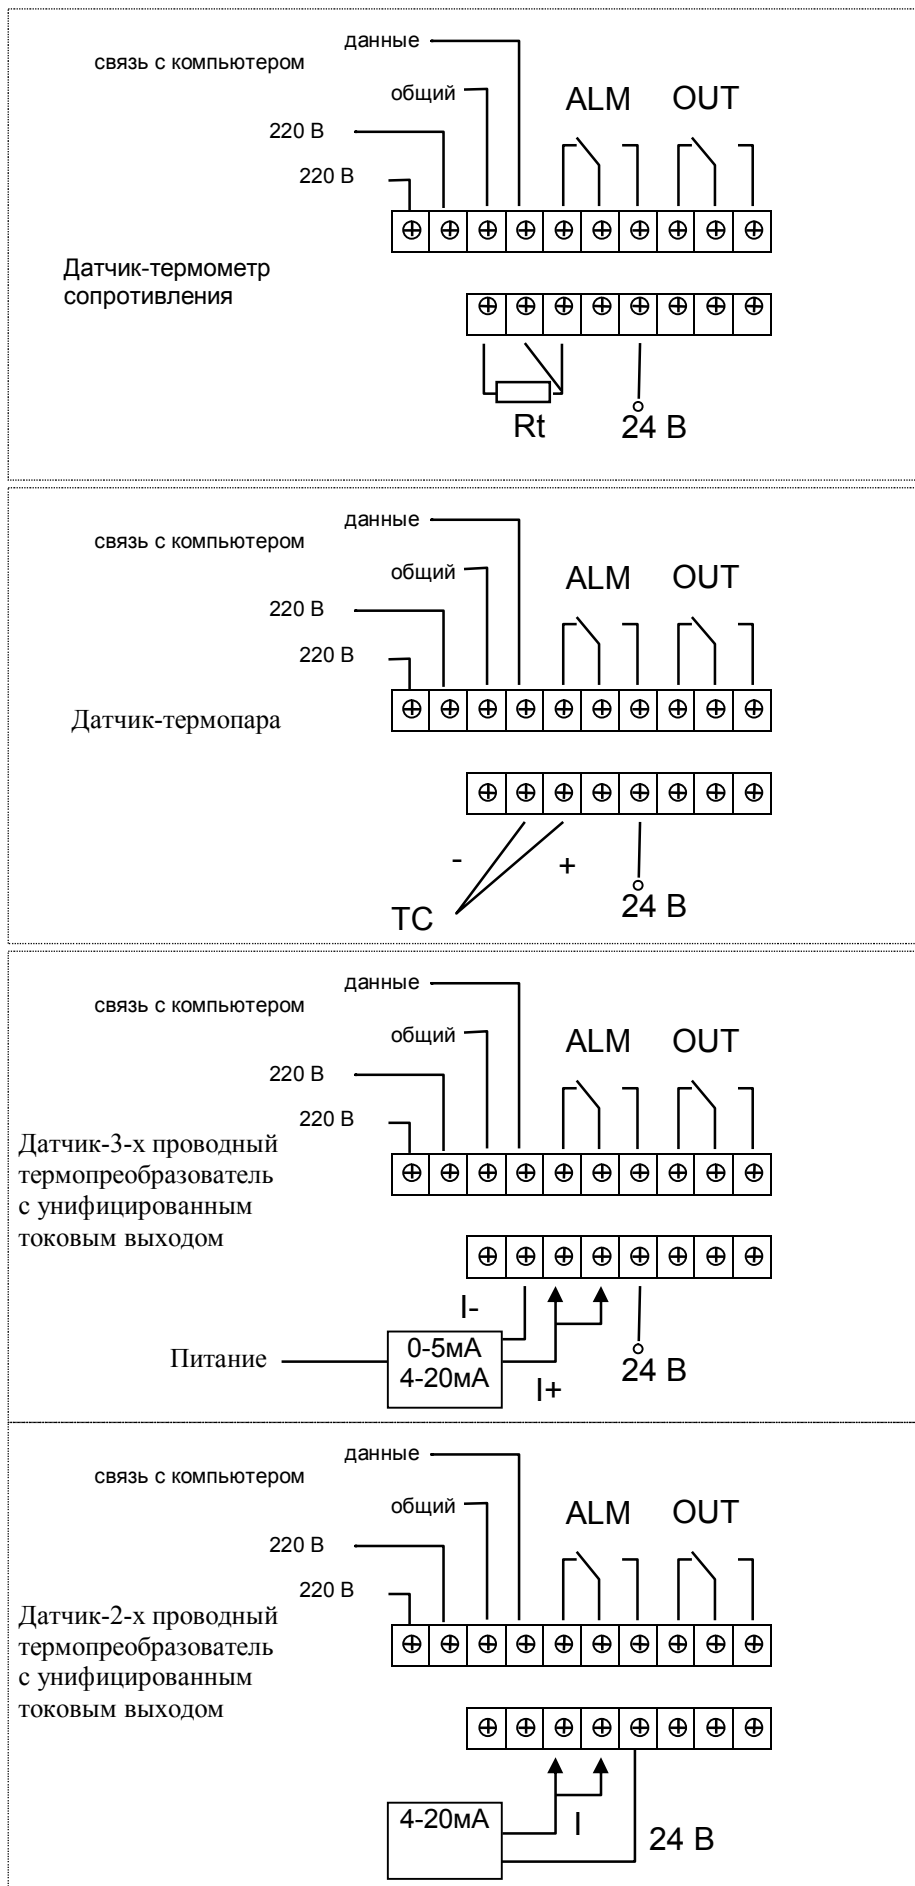 данные
связь с компьютером
общий
ALM OUT
220 В
220 В
Датчик-термометр
сопротивления
Rt
24 В
данные
связь с компьютером
общий
ALM OUT
220 В
220 В
Датчик-термопара
- +
24 В
TC
данные
связь с компьютером
общий
ALM OUT
220 В
220 В
Датчик-3-х проводный
термопреобразователь
с унифицированным
токовым выходом
I-
Питание
0-5мА
4-20мА
I+
24 В
данные
связь с компьютером
общий
ALM OUT
220 В
220 В
Датчик-2-х проводный
термопреобразователь
с унифицированным
токовым выходом
4-20мА
I
24 В